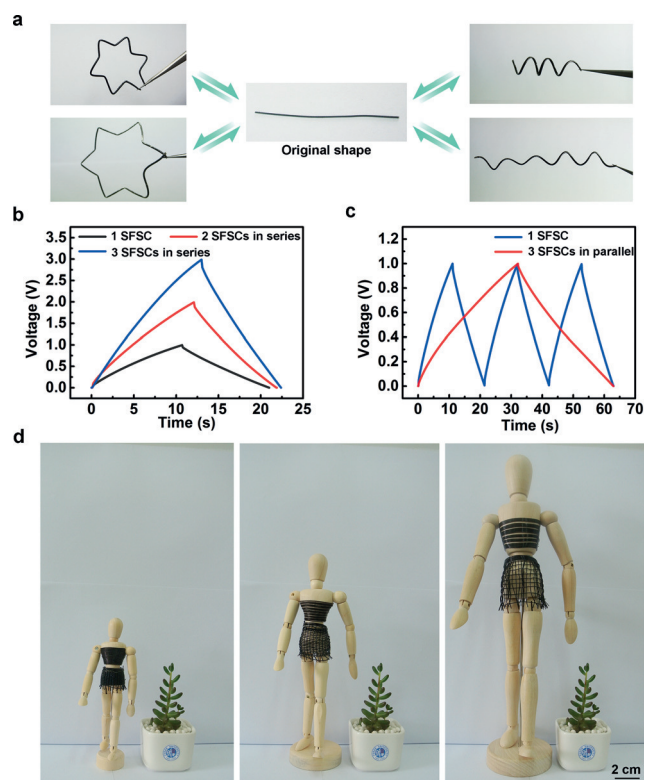 a
Original shape
b
1 SFSC 2 SFSCs in series
3 SFSCs in series
3.5
3.0
2.5
2.0
1.5
1.0
0.5
0.0
Voltage (V)
0 5 10 15 20 25
Time (s)
c
1 SFSC
3 SFSCs in parallel
1.2
1.0
0.8
0.6
0.4
0.2
0.0
Voltage (V)
0 10 20 30 40 50 60 70
Time (s)
d
2 cm